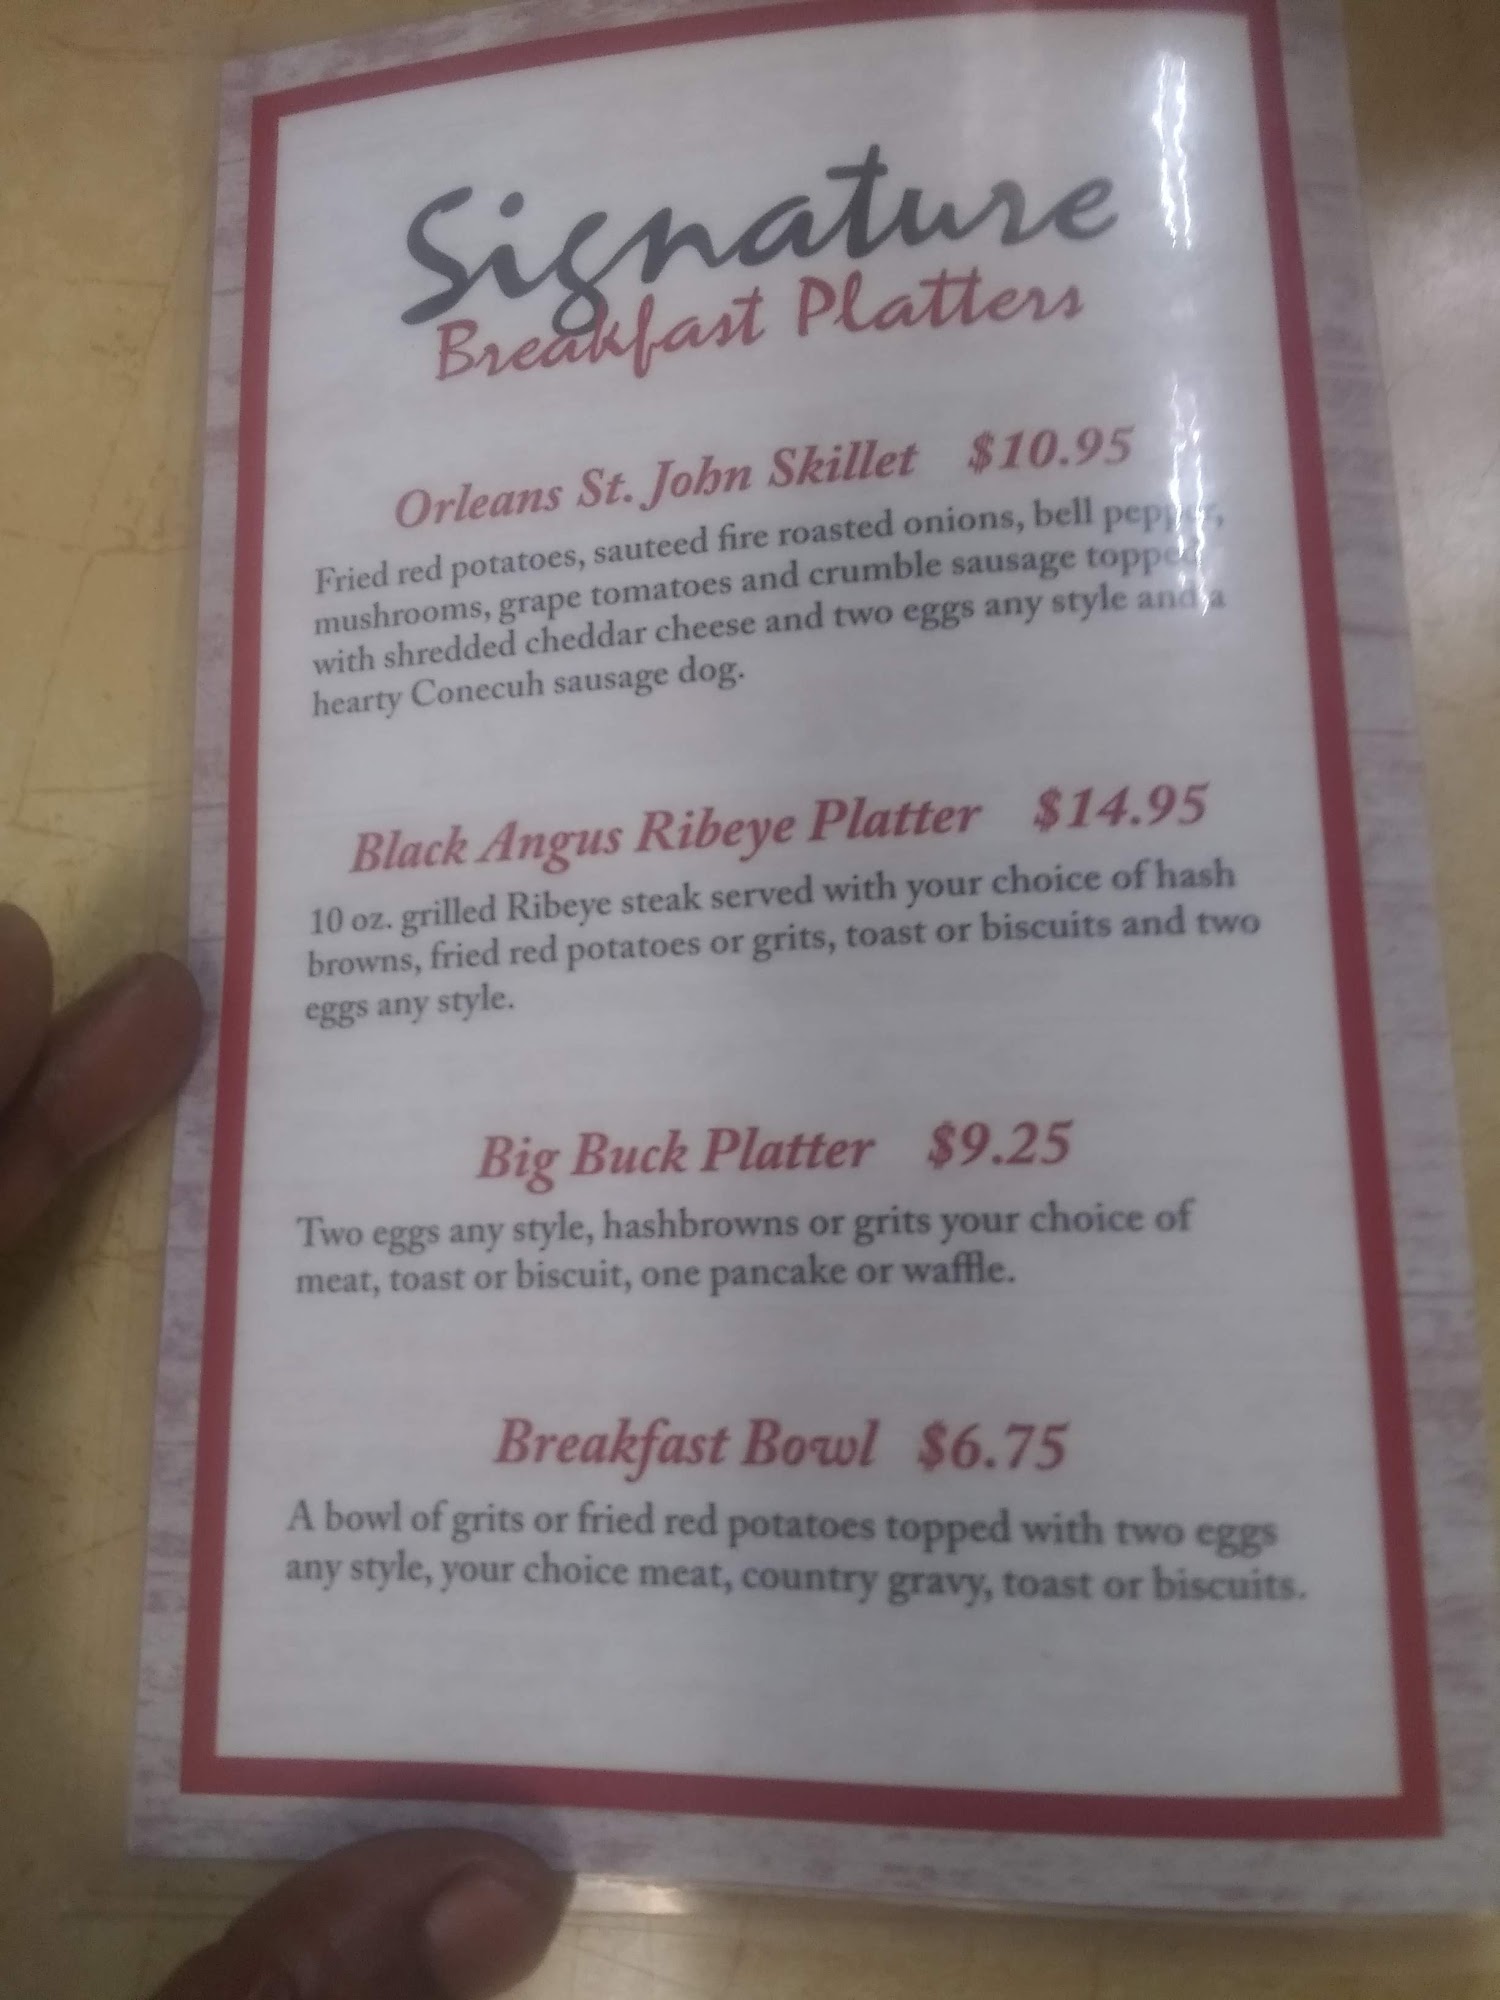 Signature
Breakfast Platters
Orleans St. John Skillet $10.95
Fried red potatoes, sauteed fire roasted onions, bell pepper,
mushrooms, grape tomatoes and crumble sausage topped
with shredded cheddar cheese and two eggs any style and a
hearty Conecuh sausage dog.
Black Angus Ribeye Platter $14.95
10 oz. grilled Ribeye steak served with your choice of hash
browns, fried red potatoes or grits, toast or biscuits and two
eggs any style.
Big Buck Platter $9.25
Two eggs any style, hashbrowns or grits your choice of
meat, toast or biscuit, one pancake or waffle.
Breakfast Bowl $6.75
A bowl of grits or fried red potatoes topped with two eggs
any style, your choice meat, country gravy, toast or biscuits.